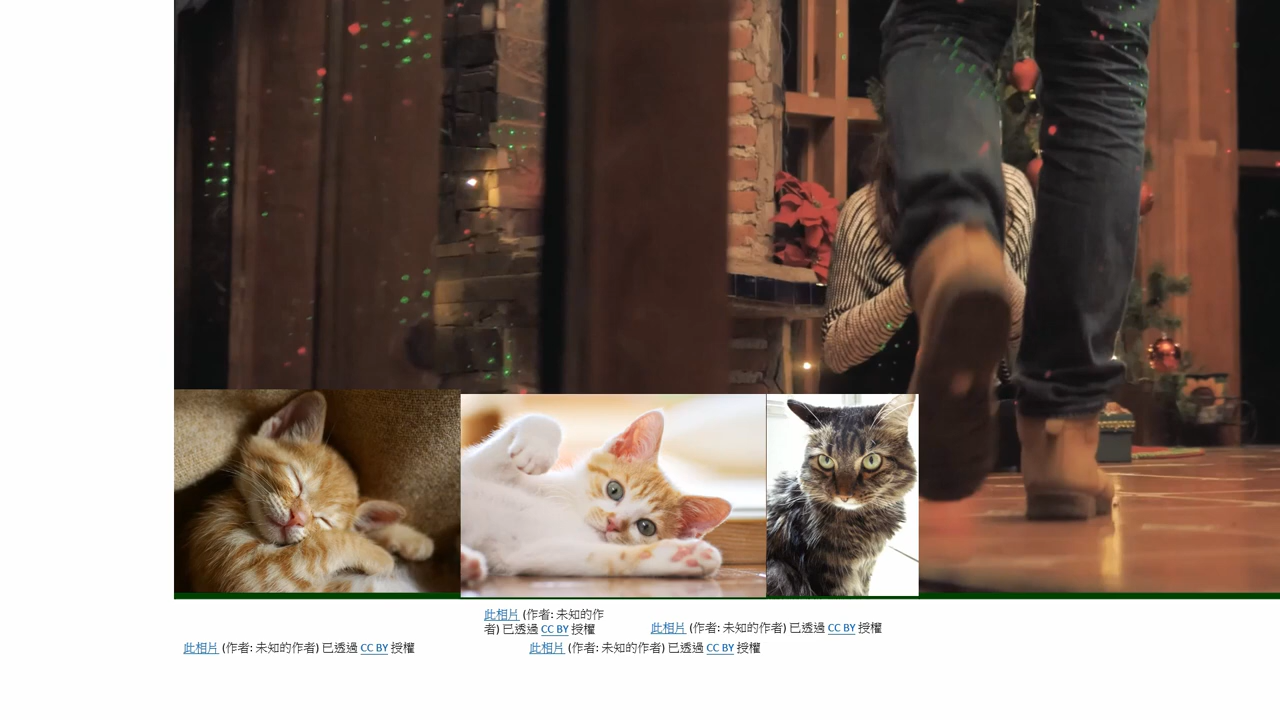 此相片 (作者: 未知的作
者) 已透過 CC BY 授權
此相片 (作者: 未知的作者) 已透過 CC BY 授權
此相片 (作者: 未知的作者) 已透過 CC BY 授權
此相片 (作者: 未知的作者) 已透過 CC BY 授權